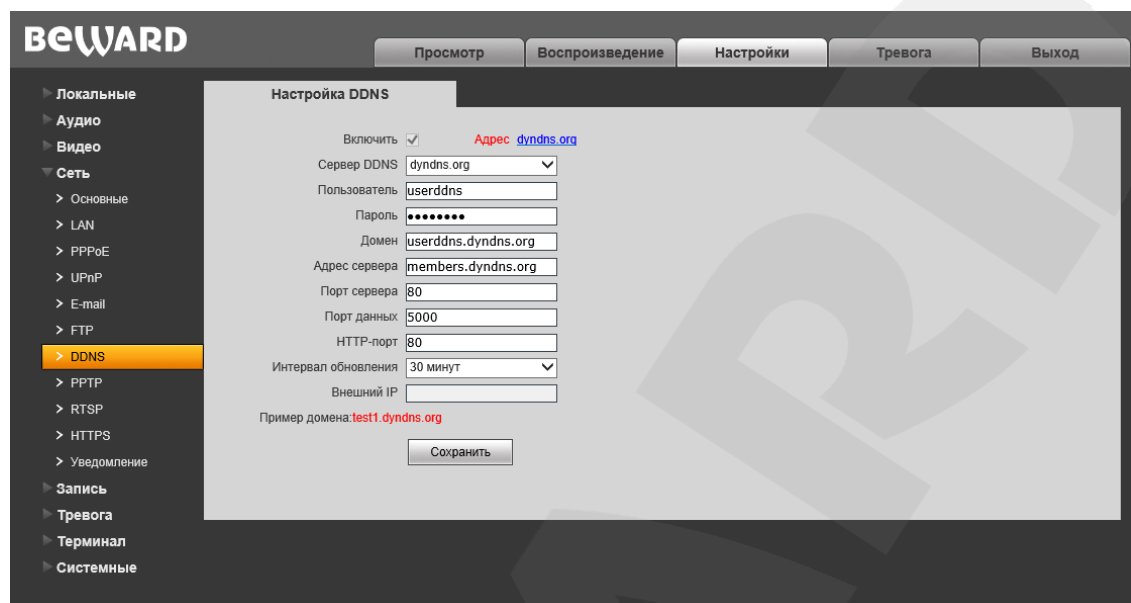 BEWARD
Просмотр Воспроизведение Настройки Тревога Выход
Локальные
Аудио
Видео
Сеть
> Основные
> LAN
> PPPoE
> UPnP
> E-mail
> FTP
> DDNS
> PPTP
> RTSP
> HTTPS
> Уведомление
Запись
Тревога
Терминал
Системные
Настройка DDNS
Включить Адрес dyndns.org
Сервер DDNS dyndns.org
Пользователь userddns
Пароль ••••••••
Домен userddns.dyndns.org
Адрес сервера members.dyndns.org
Порт сервера 80
Порт данных 5000
HTTP-порт 80
Интервал обновления 30 минут
Внешний IP
Пример домена:test1.dyndns.org
Сохранить